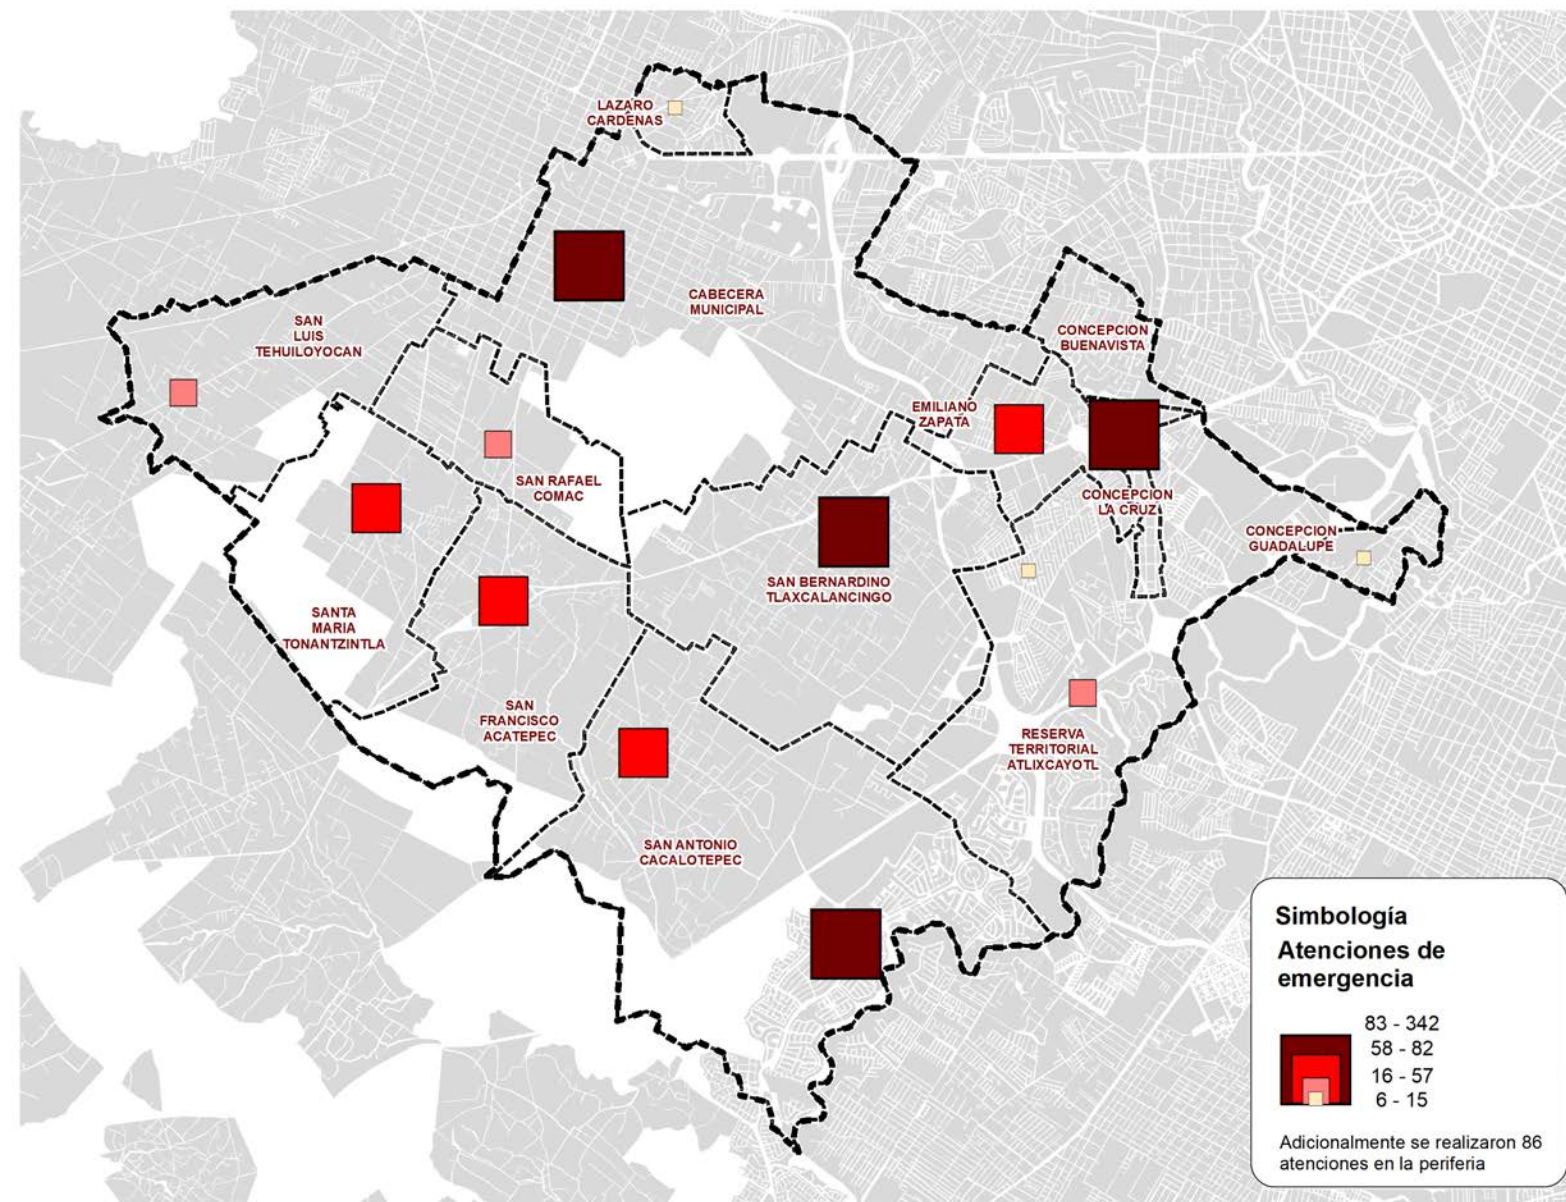 LAZARO
CARDENAS
CABECERA
MUNICIPAL
SAN
LUIS
TEHUILOYOCAN
CONCEPCION
BUENAVISTA
EMILIANO
ZAPATA
SAN RAFAEL
COMAC
CONCEPCION
LA CRUZ
CONCEPCION
GUADALUPE
SAN BERNARDINO
TLAXCALANCINGO
SANTA
MARIA
TONANTZINTLA
SAN
FRANCISCO
ACATEPEC
RESERVA
TERRITORIAL
ATLIXCAYOTL
SAN ANTONIO
CACALOTEPEC
Simbología
Atenciones de
emergencia
83 - 342
58 - 82
16 - 57
6 - 15
Adicionalmente se realizaron 86
atenciones en la periferia